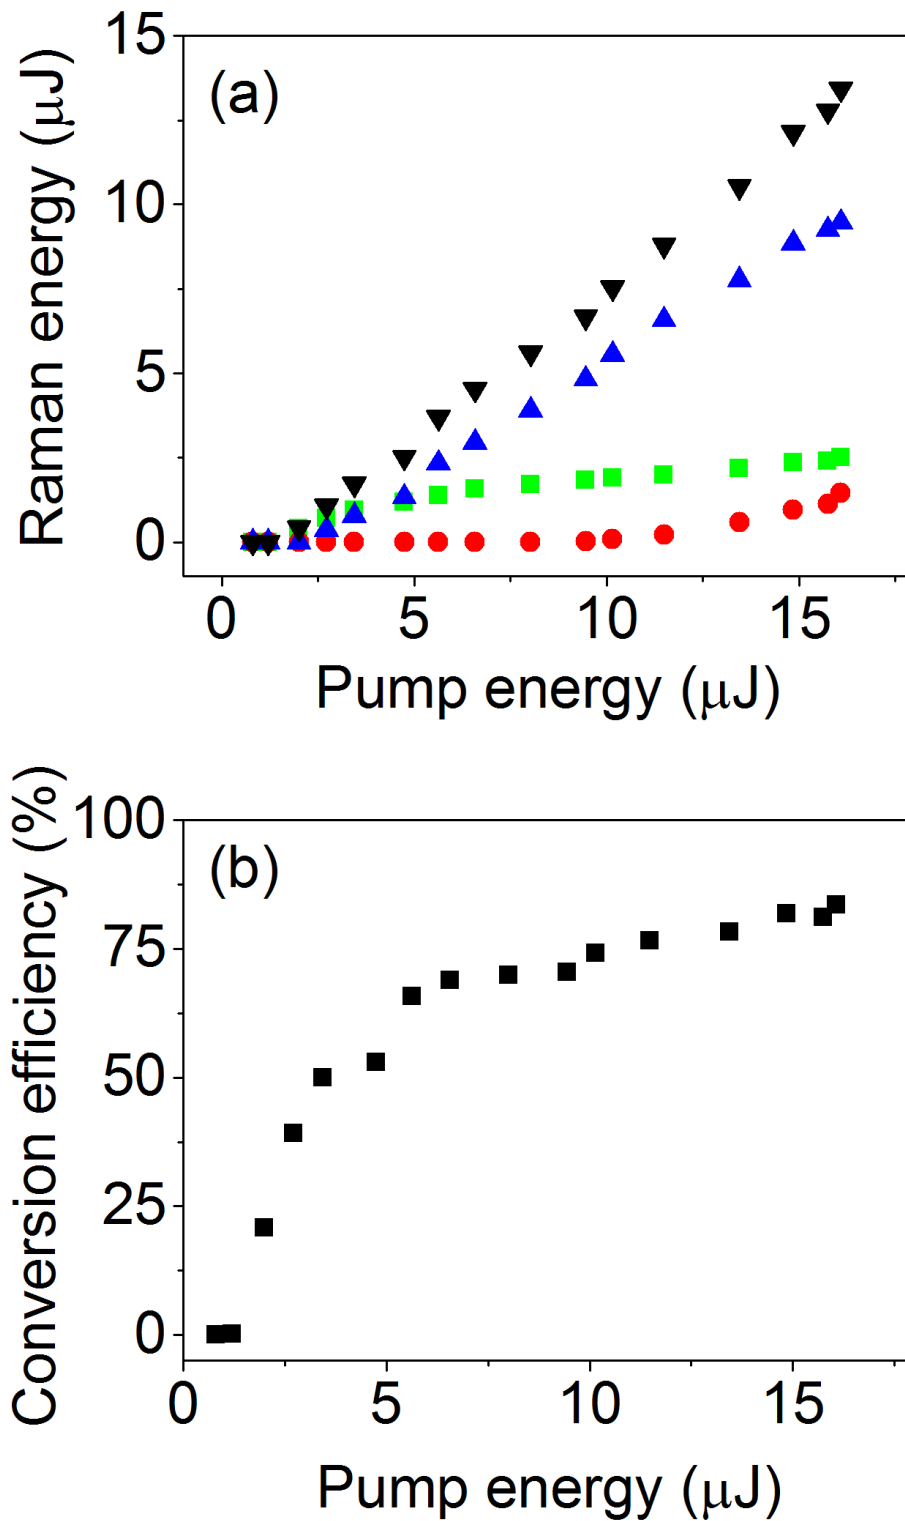 (a)
Raman energy (μJ)
15
10
5
0
0 5 10 15
Pump energy (μJ)
(b)
Conversion efficiency (%)
100
75
50
25
0
0 5 10 15
Pump energy (μJ)